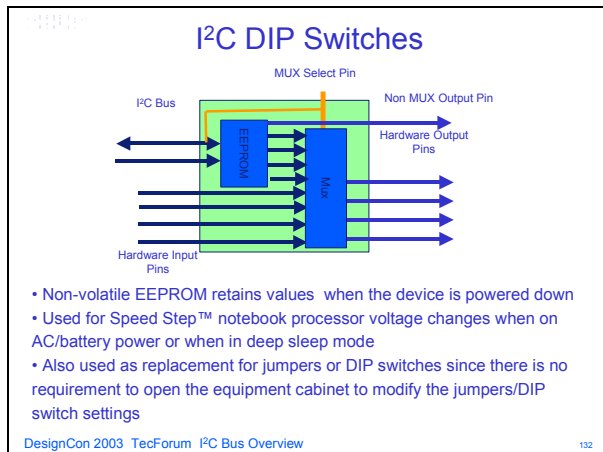 I²C DIP Switches
MUX Select Pin
I²C Bus
Non MUX Output Pin
Hardware Output
Pins
EEPROM
Mux
Hardware Input
Pins
• Non-volatile EEPROM retains values when the device is powered down
• Used for Speed Step™ notebook processor voltage changes when on
AC/battery power or when in deep sleep mode
• Also used as replacement for jumpers or DIP switches since there is no
requirement to open the equipment cabinet to modify the jumpers/DIP
switch settings
DesignCon 2003 TecForum I²C Bus Overview
132